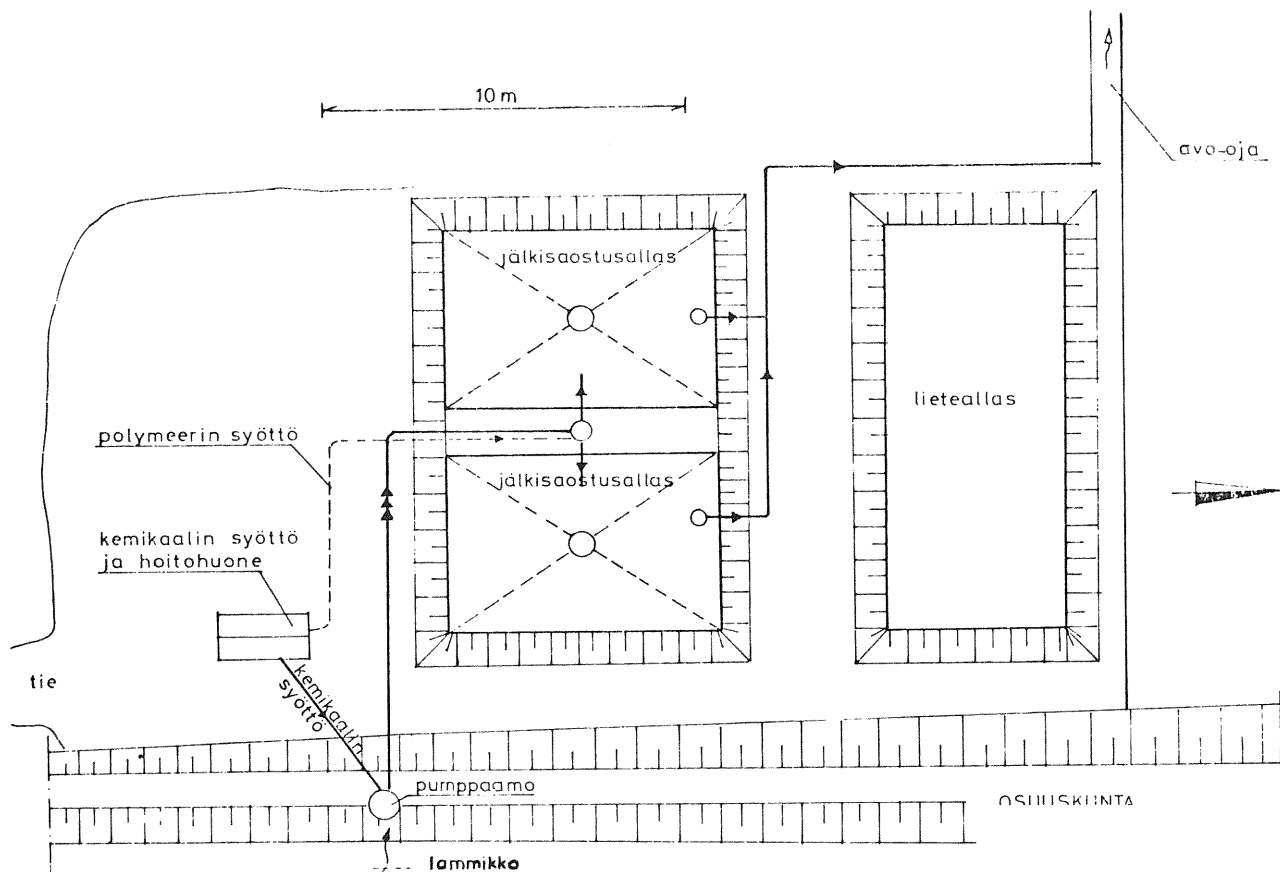 10 m
avo-oja
jälkisaostusallas
lieteallas
polymeerin syöttö
jälkisaostusallas
kemikaalin syöttö
ja hoitohuone
tie
kemikaalin
syöttö
pumppaamo
OSUUSKUNTA
lammikko